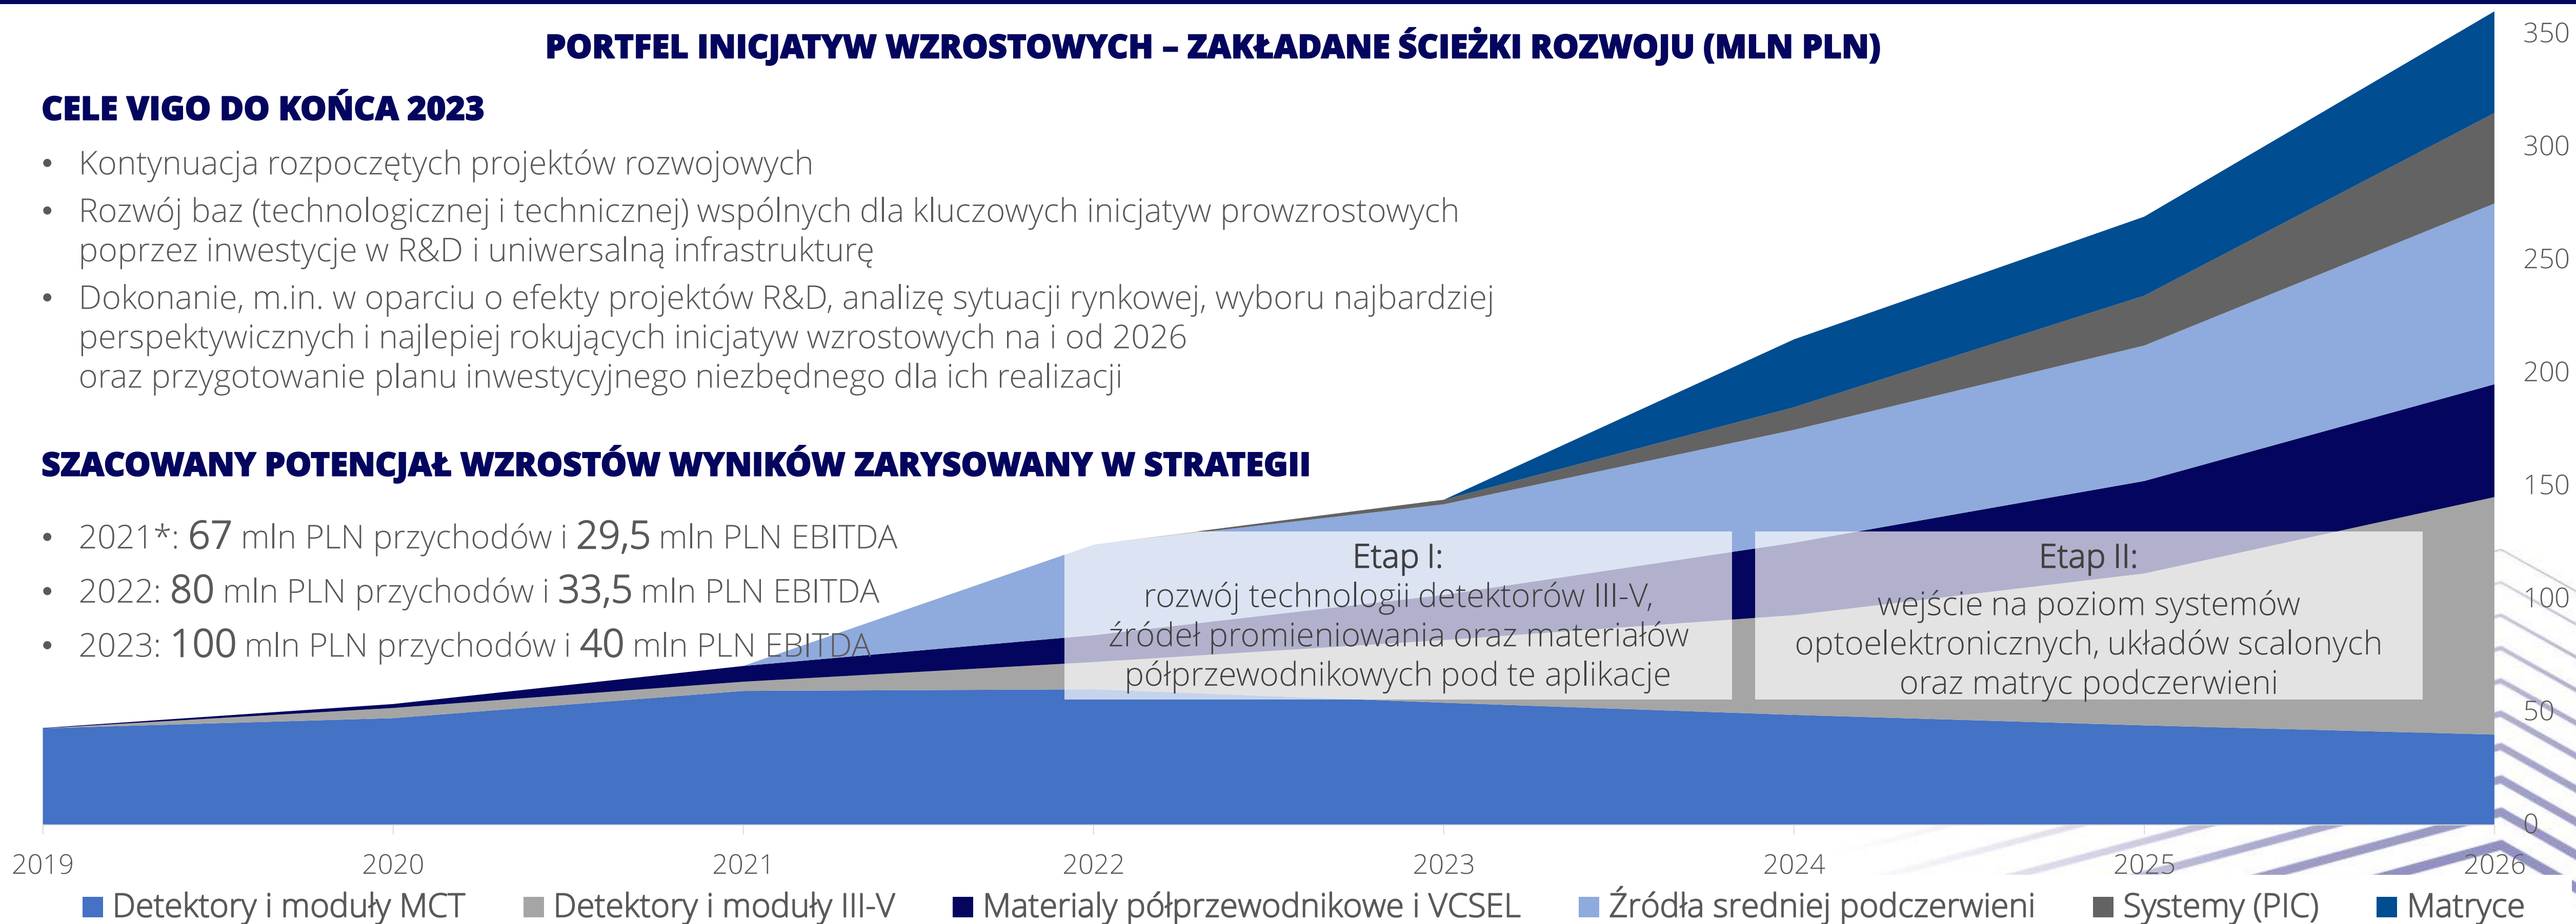 PORTFEL INICJATYW WZROSTOWYCH – ZAKŁADANE ŚCIEŻKI ROZWOJU (MLN PLN)
CELE VIGO DO KOŃCA 2023
• Kontynuacja rozpoczętych projektów rozwojowych
• Rozwój baz (technologicznej i technicznej) wspólnych dla kluczowych inicjatyw prowzrostowych
poprzez inwestycje w R&D i uniwersalną infrastrukturę
• Dokonanie, m.in. w oparciu o efekty projektów R&D, analizę sytuacji rynkowej, wyboru najbardziej
perspektywicznych i najlepiej rokujących inicjatyw wzrostowych na i od 2026
oraz przygotowanie planu inwestycyjnego niezbędnego dla ich realizacji
SZACOWANY POTENCJAŁ WZROSTÓW WYNIKÓW ZARYSOWANY W STRATEGII
• 2021*: 67 mln PLN przychodów i 29,5 mln PLN EBITDA
• 2022: 80 mln PLN przychodów i 33,5 mln PLN EBITDA
• 2023: 100 mln PLN przychodów i 40 mln PLN EBITDA
Etap I:
rozwój technologii detektorów III-V,
źródeł promieniowania oraz materiałów
półprzewodnikowych pod te aplikacje
Etap II:
wejście na poziom systemów
optoelektronicznych, układów scalonych
oraz matryc podczerwieni
350
300
250
200
150
100
50
0
2019 2020 2021 2022 2023 2024 2025 2026
Detektory i moduły MCT Detektory i moduły III-V Materialy półprzewodnikowe i VCSEL Źródła sredniej podczerwieni Systemy (PIC) Matryce